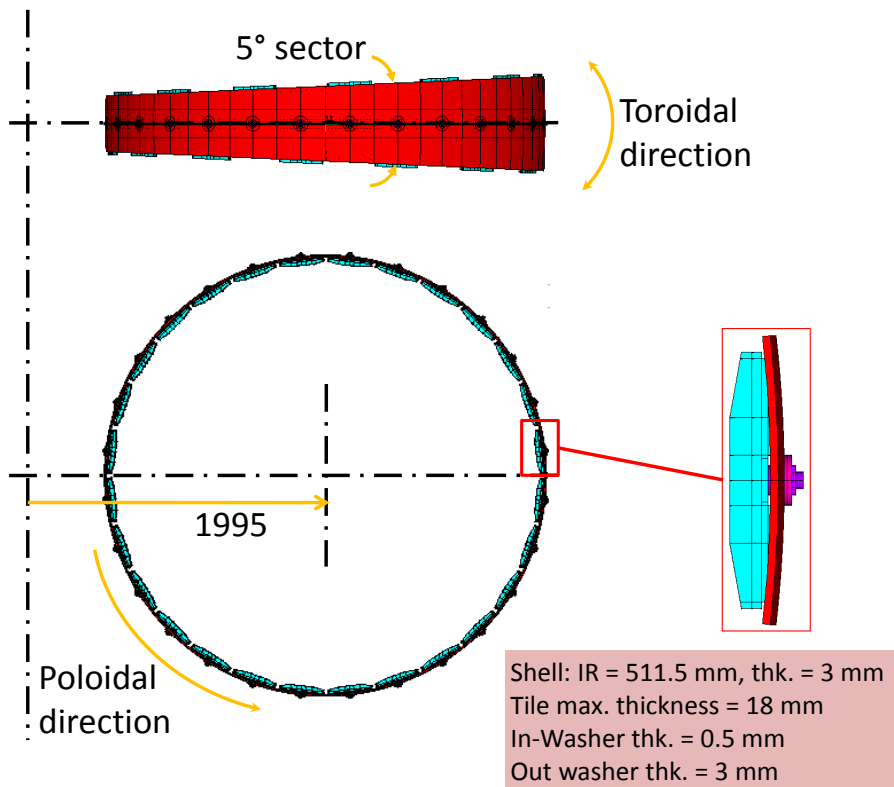 5° sector
Toroidal
direction
1995
Poloidal
direction
Shell: IR = 511.5 mm, thk. = 3 mm
Tile max. thickness = 18 mm
In-Washer thk. = 0.5 mm
Out washer thk. = 3 mm